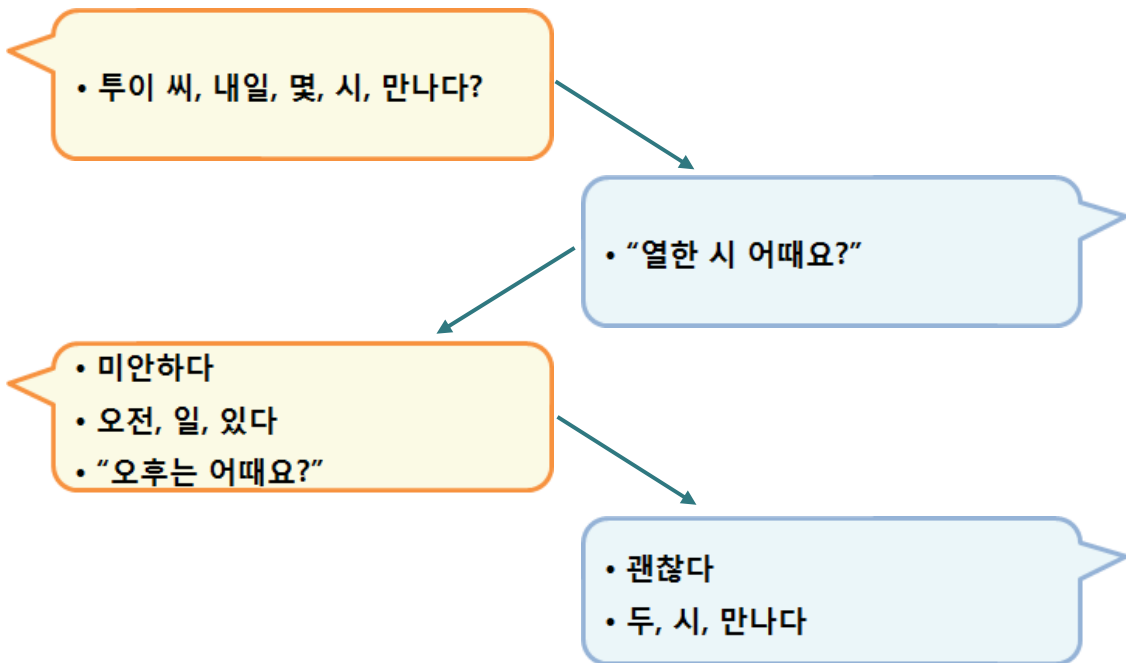 • 투이 씨, 내일, 몇, 시, 만나다?
• “열한 시 어때요?”
• 미안하다
• 오전, 일, 있다
• “오후는 어때요?”
• 괜찮다
• 두, 시, 만나다